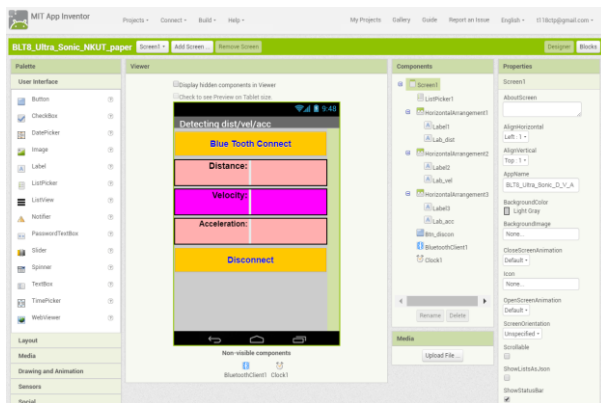 MIT App Inventor
Projects Connect Build Help
My Projects Gallery Guide Report an Issue English t118ctp@gmail.com
BLT8_Ultra_Sonic_NKUT_paper Screen1 Add Screen ... Remove Screen Designer Blocks
Palette
User Interface
Button
CheckBox
DatePicker
Image
Label
ListPicker
ListView
Notifier
PasswordTextBox
Slider
Spinner
TextBox
TimePicker
WebViewer
Layout
Media
Drawing and Animation
Sensors
Social
Viewer
Display hidden components in Viewer
Check to see Preview on Tablet size.
9:48
Detecting dist/vel/acc
Blue Tooth Connect
Distance:
Velocity:
Acceleration:
Disconnect
Non-visible components
BluetoothClient1 Clock1
Components
Screen1
ListPicker1
HorizontalArrangement1
Label1
Lab_dist
HorizontalArrangement2
Label2
Lab_vel
HorizontalArrangement3
Label3
Lab_acc
Btn_discon
BluetoothClient1
Clock1
Rename Delete
Media
Upload File ...
Properties
Screen1
AboutScreen
AlignHorizontal
Left : 1
AlignVertical
Top : 1
AppName
BLT8_Ultra_Sonic_D_V_A
BackgroundColor
Light Gray
BackgroundImage
None...
CloseScreenAnimation
Default
Icon
None...
OpenScreenAnimation
Default
ScreenOrientation
Unspecified
Scrollable
ShowListsAsJson
ShowStatusBar